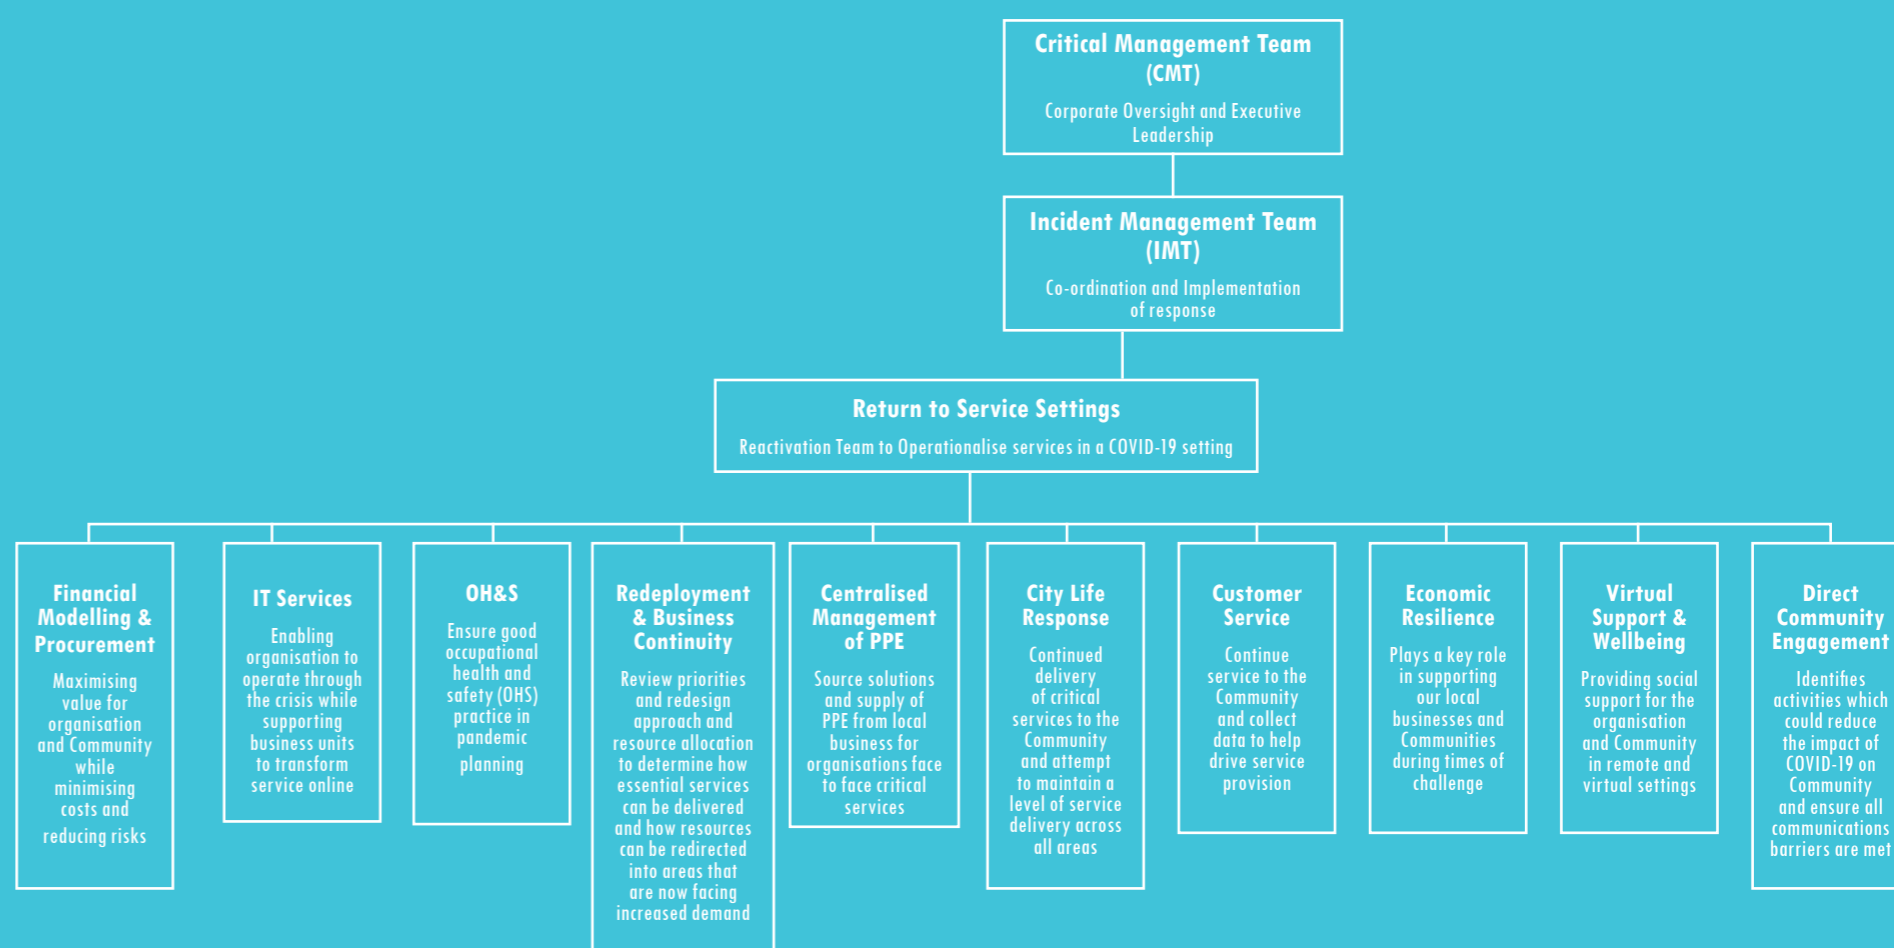 Critical Management Team
(CMT)
Corporate Oversight and Executive
Leadership
Incident Management Team
(IMT)
Co-ordination and Implementation
of response
Return to Service Settings
Reactivation Team to Operationalise services in a COVID-19 setting
Financial
Modelling &
Procurement
Maximising
value for
organisation
and Community
while
minimising
costs and
reducing risks
IT Services
Enabling
organisation to
operate through
the crisis while
supporting
business units
to transform
service online
OH&S
Ensure good
occupational
health and
safety (OHS)
practice in
pandemic
planning
Redeployment
& Business
Continuity
Review priorities
and redesign
approach and
resource allocation
to determine how
essential services
can be delivered
and how resources
can be redirected
into areas that
are now facing
increased demand
Centralised
Management
of PPE
Source solutions
and supply of
PPE from local
business for
organisations face
to face critical
services
City Life
Response
Continued
delivery
of critical
services to the
Community
and attempt
to maintain a
level of service
delivery across
all areas
Customer
Service
Continue
service to the
Community
and collect
data to help
drive service
provision
Economic
Resilience
Plays a key role
in supporting
our local
businesses and
Communities
during times of
challenge
Virtual
Support &
Wellbeing
Providing social
support for the
organisation
and Community
in remote and
virtual settings
Direct
Community
Engagement
Identifies
activities which
could reduce
the impact of
COVID-19 on
Community
and ensure all
communications
barriers are met